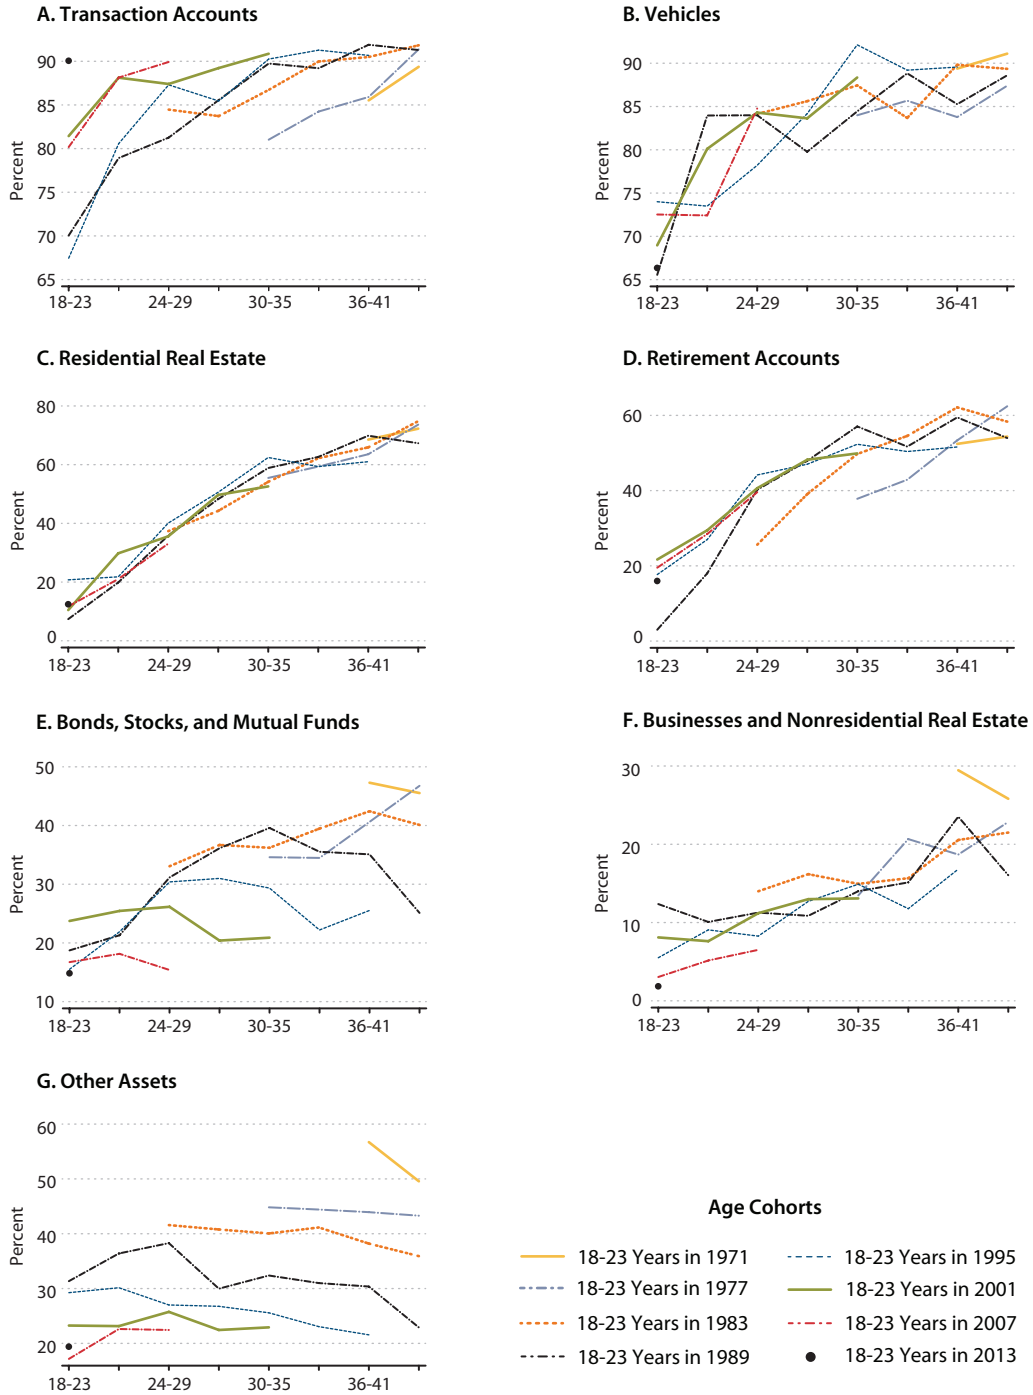 A. Transaction Accounts
Percent
90
85
80
75
70
65
18-23 24-29 30-35 36-41
B. Vehicles
Percent
90
85
80
75
70
65
18-23 24-29 30-35 36-41
C. Residential Real Estate
Percent
80
60
40
20
0
18-23 24-29 30-35 36-41
D. Retirement Accounts
Percent
60
40
20
0
18-23 24-29 30-35 36-41
E. Bonds, Stocks, and Mutual Funds
Percent
50
40
30
20
10
18-23 24-29 30-35 36-41
F. Businesses and Nonresidential Real Estate
Percent
30
20
10
0
18-23 24-29 30-35 36-41
G. Other Assets
Percent
60
50
40
30
20
18-23 24-29 30-35 36-41
Age Cohorts
18-23 Years in 1971
18-23 Years in 1977
18-23 Years in 1983
18-23 Years in 1989
18-23 Years in 1995
18-23 Years in 2001
18-23 Years in 2007
18-23 Years in 2013